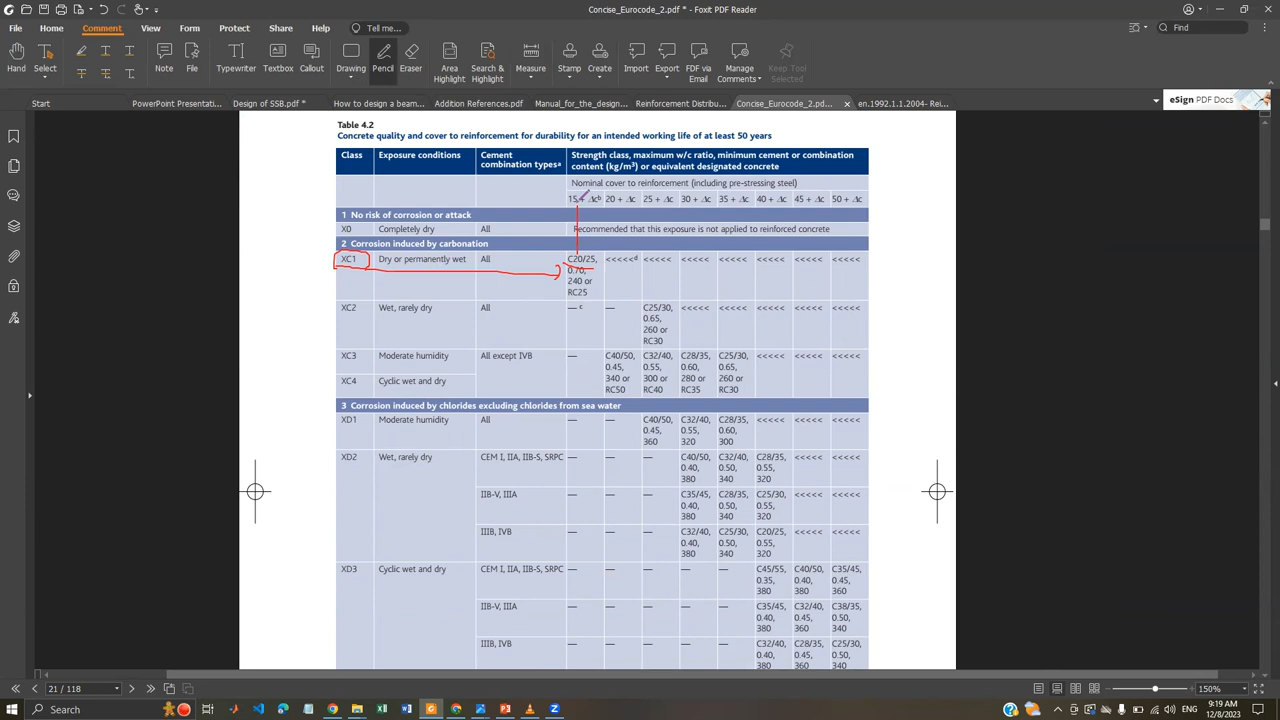 Concise_Eurocode_2.pdf * - Foxit PDF Reader
File Home Comment View Form Protect Share Help Tell me... Find
Hand Select Note File Typewriter Textbox Callout Drawing Pencil Eraser Area Highlight Search & Highlight Measure Stamp Create Import Export FDF via Email Manage Comments Keep Tool Selected
Start PowerPoint Presentati... Design of SSB.pdf * How to design a beam... Addition References.pdf Manual_for_the_design... Reinforcement Distribu... Concise_Eurocode_2.pd... en.1992.1.1.2004- Rei... eSign PDF Docs
Table 4.2
Concrete quality and cover to reinforcement for durability for an intended working life of at least 50 years
Class Exposure conditions Cement combination typesᵃ Strength class, maximum w/c ratio, minimum cement or combination content (kg/m³) or equivalent designated concrete
Nominal cover to reinforcement (including pre-stressing steel)
15 + Δcᵇ 20 + Δc 25 + Δc 30 + Δc 35 + Δc 40 + Δc 45 + Δc 50 + Δc
1 No risk of corrosion or attack
X0 Completely dry All Recommended that this exposure is not applied to reinforced concrete
2 Corrosion induced by carbonation
XC1 Dry or permanently wet All C20/25, 0.70, 240 or RC25 <<<<<ᵈ <<<<< <<<<< <<<<< <<<<< <<<<< <<<<<
XC2 Wet, rarely dry All —ᶜ — C25/30, 0.65, 260 or RC30 <<<<< <<<<< <<<<< <<<<< <<<<<
XC3 Moderate humidity All except IVB — C40/50, 0.45, 340 or RC50 C32/40, 0.55, 300 or RC40 C28/35, 0.60, 280 or RC35 C25/30, 0.65, 260 or RC30 <<<<< <<<<< <<<<<
XC4 Cyclic wet and dry
3 Corrosion induced by chlorides excluding chlorides from sea water
XD1 Moderate humidity All — — C40/50, 0.45, 360 C32/40, 0.55, 320 C28/35, 0.60, 300 <<<<< <<<<< <<<<<
XD2 Wet, rarely dry CEM I, IIA, IIB-S, SRPC — — — C40/50, 0.40, 380 C32/40, 0.50, 340 C28/35, 0.55, 320 <<<<< <<<<<
IIB-V, IIIA — — — C35/45, 0.40, 380 C28/35, 0.50, 340 C25/30, 0.55, 320 <<<<< <<<<<
IIIB, IVB — — — C32/40, 0.40, 380 C25/30, 0.50, 340 C20/25, 0.55, 320 <<<<< <<<<<
XD3 Cyclic wet and dry CEM I, IIA, IIB-S, SRPC — — — — — C45/55, 0.35, 380 C40/50, 0.40, 380 C35/45, 0.45, 360
IIB-V, IIIA — — — — — C35/45, 0.40, 380 C32/40, 0.45, 360 C38/35, 0.50, 340
IIIB, IVB — — — — — C32/40, 0.40, 380 C28/35, 0.45, 360 C25/30, 0.50, 340
21 / 118 150%
Search 9:19 AM
12/8/2023